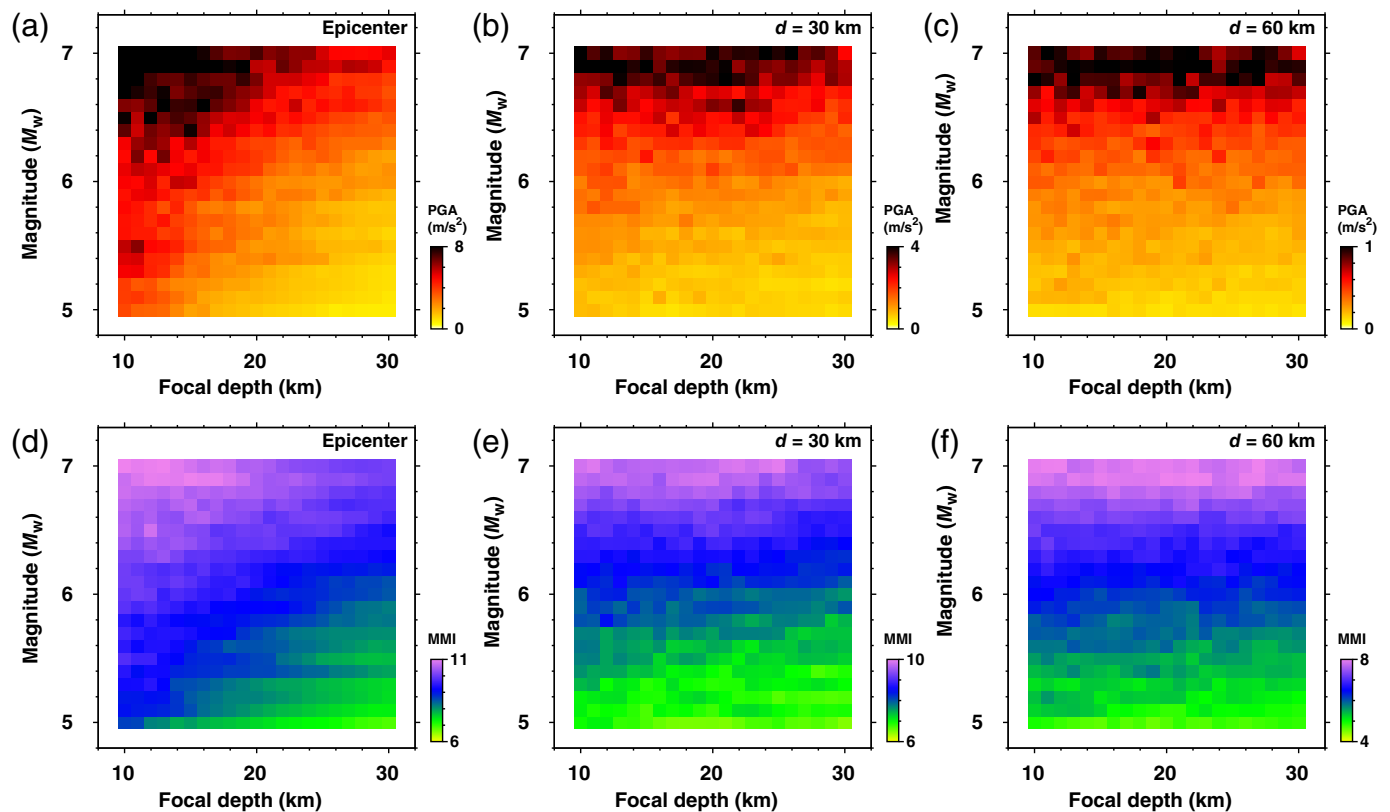 (a)
Epicenter
Magnitude (Mw)
7
6
5
10
20
30
Focal depth (km)
PGA
(m/s²)
8
0
(b)
d = 30 km
Magnitude (Mw)
7
6
5
10
20
30
Focal depth (km)
PGA
(m/s²)
4
0
(c)
d = 60 km
Magnitude (Mw)
7
6
5
10
20
30
Focal depth (km)
PGA
(m/s²)
1
0
(d)
Epicenter
Magnitude (Mw)
7
6
5
10
20
30
Focal depth (km)
MMI
11
6
(e)
d = 30 km
Magnitude (Mw)
7
6
5
10
20
30
Focal depth (km)
MMI
10
6
(f)
d = 60 km
Magnitude (Mw)
7
6
5
10
20
30
Focal depth (km)
MMI
8
4